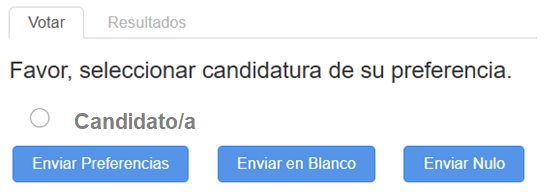 Votar Resultados
Favor, seleccionar candidatura de su preferencia.
Candidato/a
Enviar Preferencias Enviar en Blanco Enviar Nulo